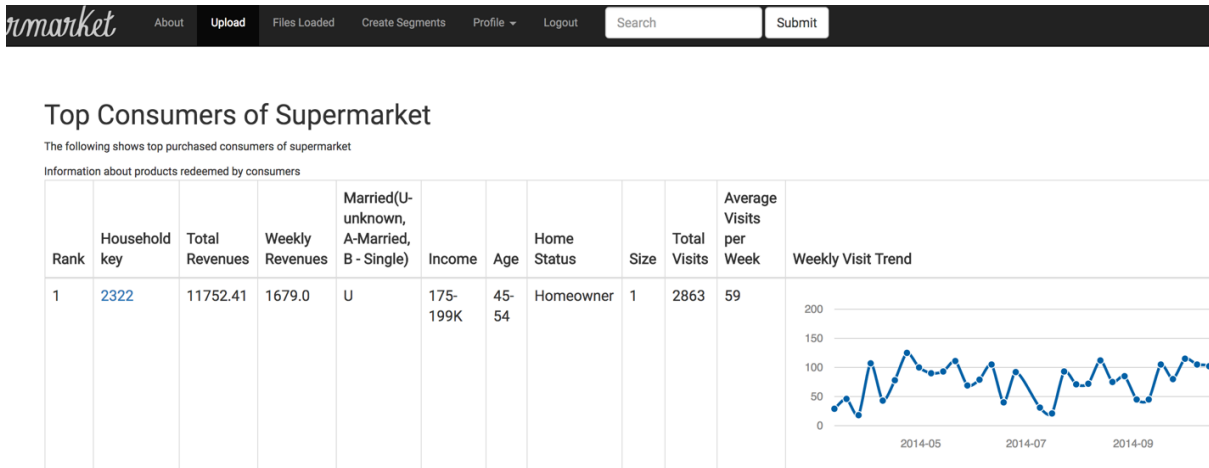 About Upload Files Loaded Create Segments Profile Logout Search Submit
Top Consumers of Supermarket
The following shows top purchased consumers of supermarket
Information about products redeemed by consumers
Rank
Household
key
Total
Revenues
Weekly
Revenues
Married(U-
unknown,
A-Married,
B - Single)
Income
Age
Home
Status
Size
Total
Visits
Average
Visits
per
Week
Weekly Visit Trend
1
2322
11752.41
1679.0
U
175-
199K
45-
54
Homeowner
1
2863
59
200
150
100
50
0
2014-05 2014-07 2014-09